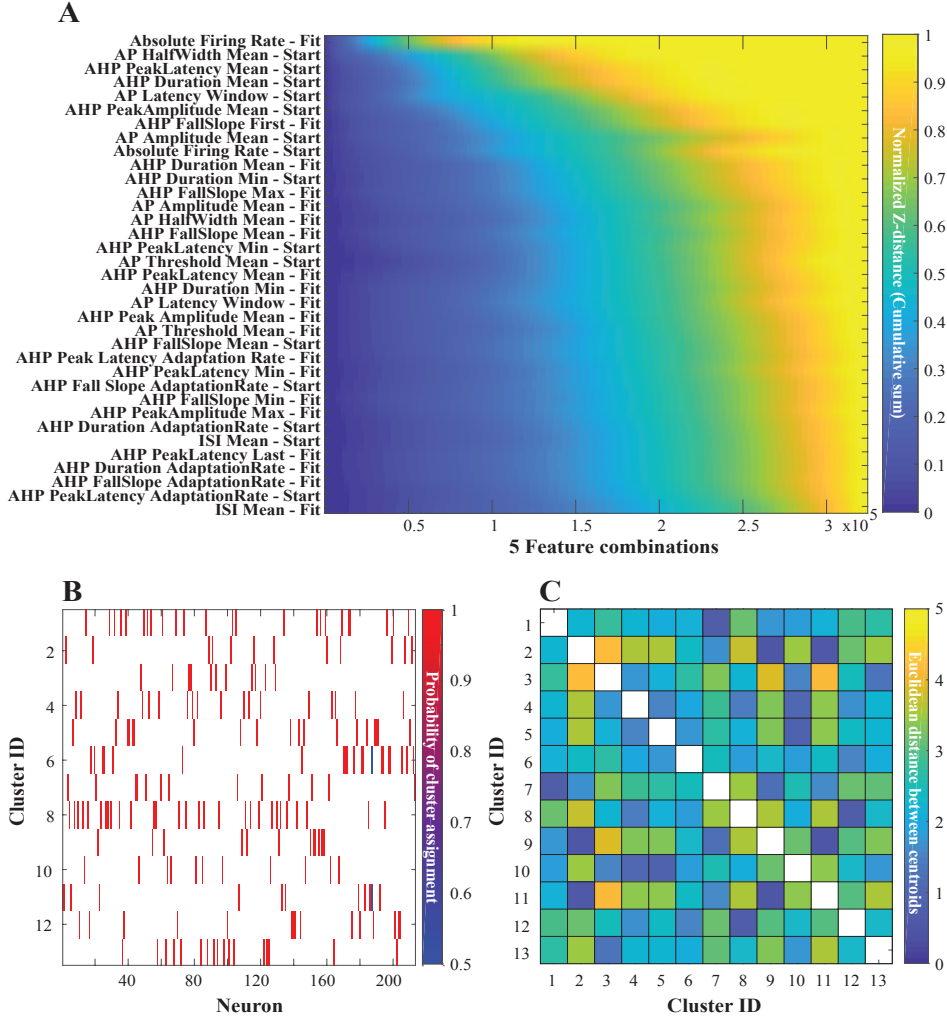 A
Absolute Firing Rate - Fit
AP HalfWidth Mean - Start
AHP PeakLatency Mean - Start
AHP Duration Mean - Start
AP Latency Window - Start
AHP PeakAmplitude Mean - Start
AHP FallSlope First - Fit
AP Amplitude Mean - Start
Absolute Firing Rate - Start
AHP Duration Mean - Fit
AHP Duration Min - Start
AHP FallSlope Max - Fit
AP Amplitude Mean - Fit
AP HalfWidth Mean - Fit
AHP FallSlope Mean - Fit
AHP PeakLatency Min - Start
AP Threshold Mean - Start
AHP PeakLatency Mean - Fit
AHP Duration Min - Fit
AP Latency Window - Fit
AHP Peak Amplitude Mean - Fit
AP Threshold Mean - Fit
AHP FallSlope Mean - Start
AHP Peak Latency Adaptation Rate - Fit
AHP PeakLatency Min - Fit
AHP Fall Slope AdaptationRate - Start
AHP FallSlope Min - Fit
AHP PeakAmplitude Max - Fit
AHP Duration AdaptationRate - Start
ISI Mean - Start
AHP PeakLatency Last - Fit
AHP Duration AdaptationRate - Fit
AHP FallSlope AdaptationRate - Fit
AHP PeakLatency AdaptationRate - Start
ISI Mean - Fit
0.5 1 1.5 2 2.5 3 x10 5
5 Feature combinations
1
0.9
0.8
0.7
0.6
0.5
0.4
0.3
0.2
0.1
0
Normalized Z-distance (Cumulative sum)
B
Cluster ID
2
4
6
8
10
12
40 80 120 160 200
Neuron
1
0.9
0.8
0.7
0.6
0.5
Probability of cluster assignment
C
Cluster ID
1
2
3
4
5
6
7
8
9
10
11
12
13
1 2 3 4 5 6 7 8 9 10 11 12 13
Cluster ID
5
4
3
2
1
0
Euclidean distance between centroids